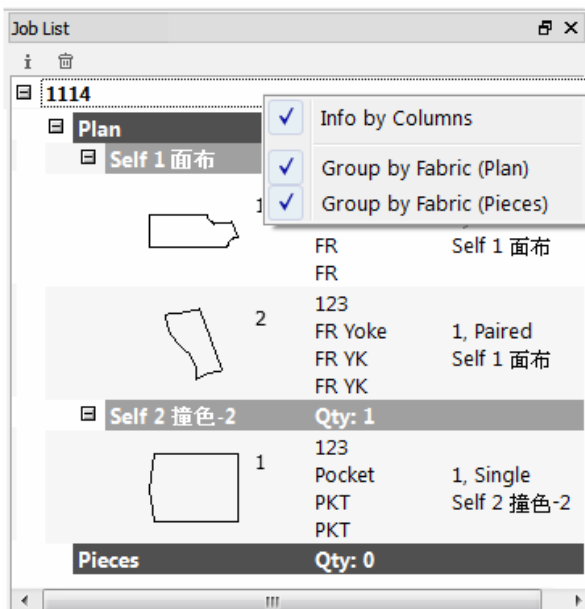 Job List
1114
Info by Columns
Group by Fabric (Plan)
Group by Fabric (Pieces)
Plan
Self 1 面布
1
FR Self 1 面布
FR
2
123
FR Yoke 1, Paired
FR YK Self 1 面布
FR YK
Self 2 撞色-2 Qty: 1
1
123
Pocket 1, Single
PKT Self 2 撞色-2
PKT
Pieces Qty: 0